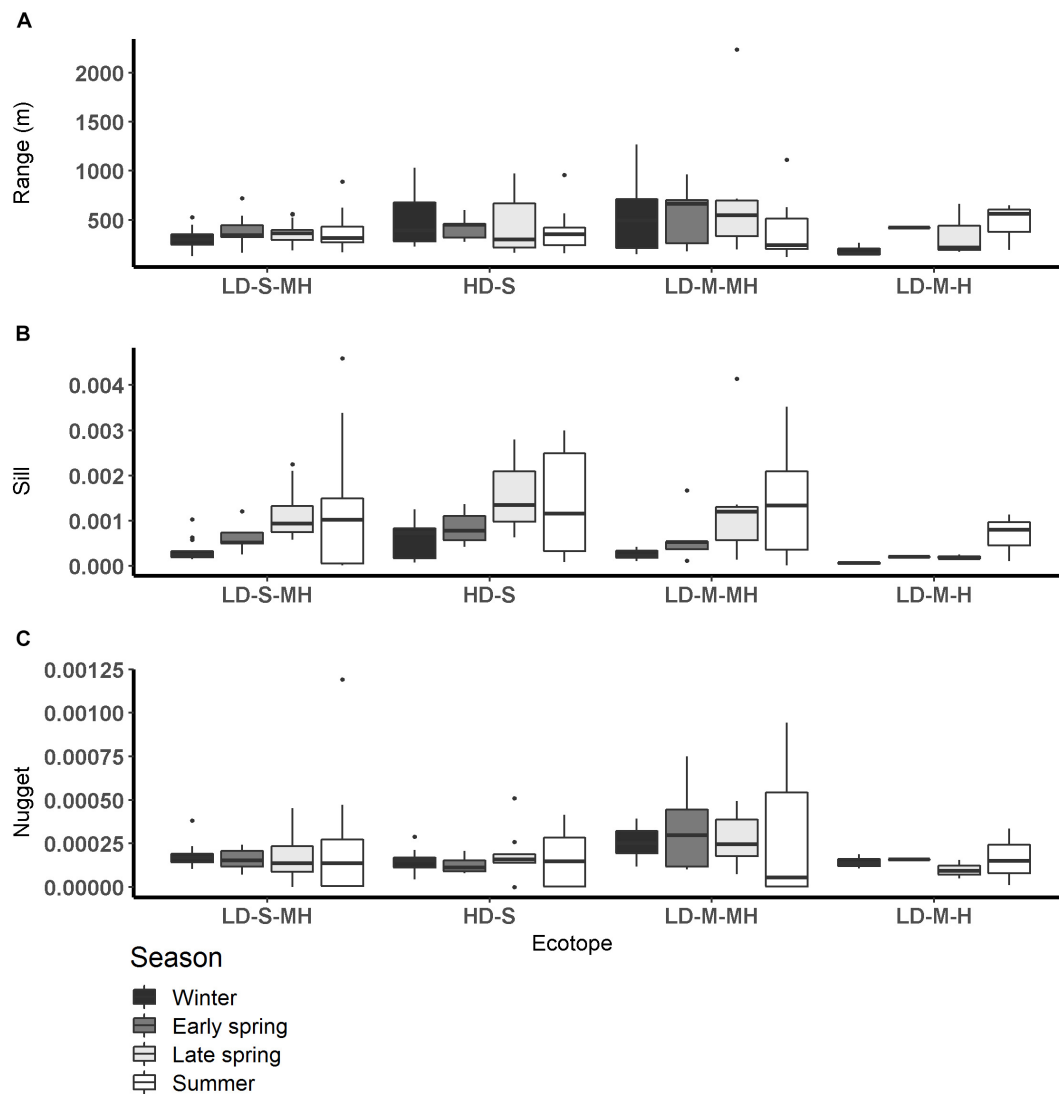 A
Range (m)
2000
1500
1000
500
LD-S-MH HD-S LD-M-MH LD-M-H
B
Sill
0.004
0.003
0.002
0.001
0.000
LD-S-MH HD-S LD-M-MH LD-M-H
C
Nugget
0.00125
0.00100
0.00075
0.00050
0.00025
0.00000
LD-S-MH HD-S LD-M-MH LD-M-H
Ecotope
Season
Winter
Early spring
Late spring
Summer